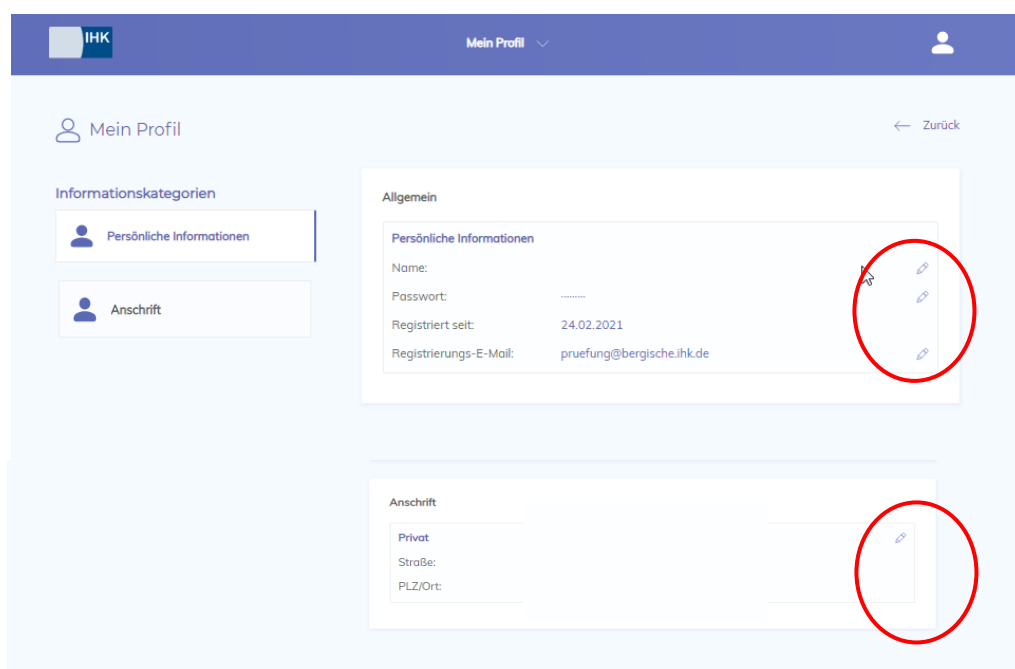 IHK
Mein Profil
Mein Profil
← Zurück
Informationskategorien
Persönliche Informationen
Anschrift
Allgemein
Persönliche Informationen
Name:
Passwort: ·········
Registriert seit: 24.02.2021
Registrierungs-E-Mail: pruefung@bergische.ihk.de
Anschrift
Privat
Straße:
PLZ/Ort: